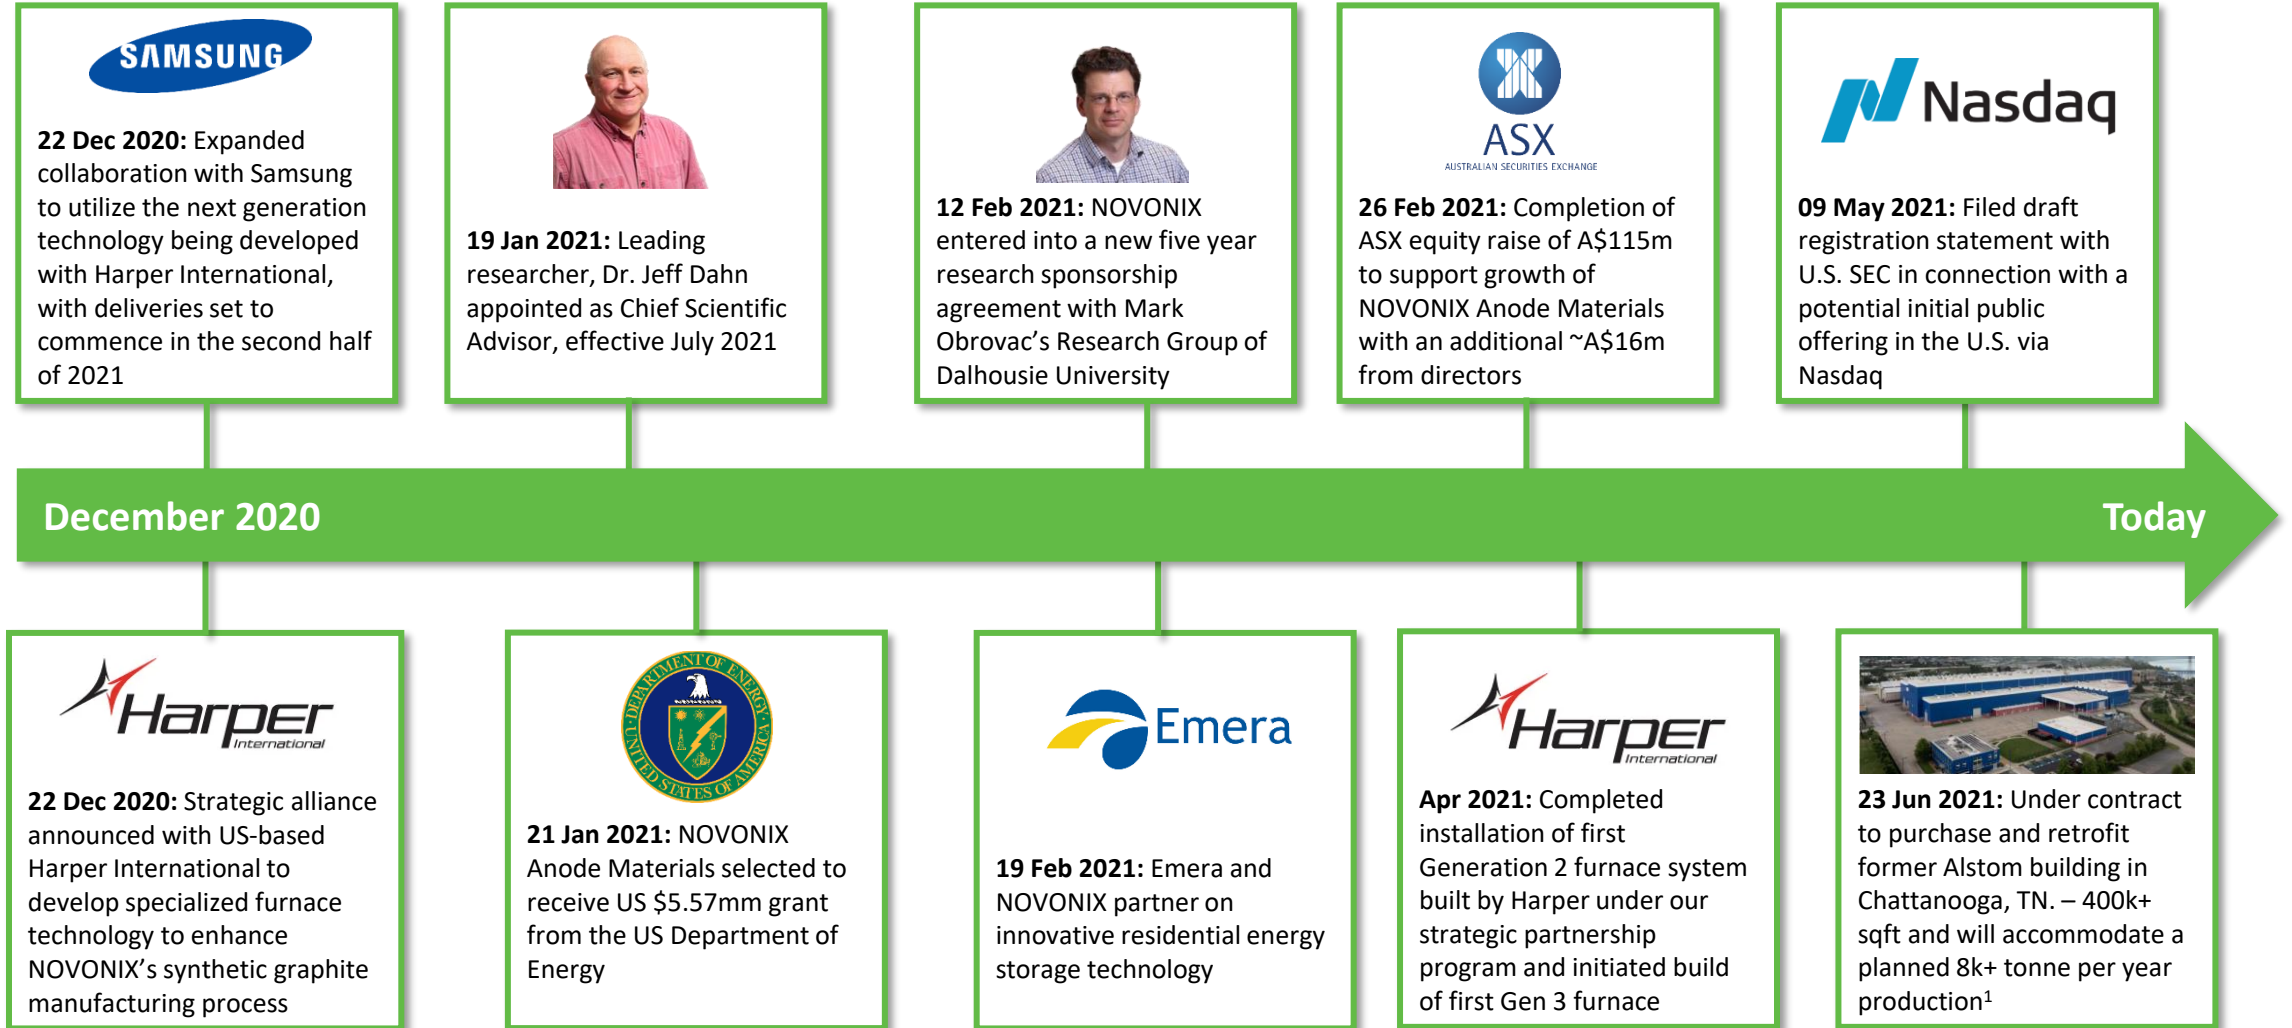 SAMSUNG
22 Dec 2020: Expanded
collaboration with Samsung
to utilize the next generation
technology being developed
with Harper International,
with deliveries set to
commence in the second half
of 2021
19 Jan 2021: Leading
researcher, Dr. Jeff Dahn
appointed as Chief Scientific
Advisor, effective July 2021
12 Feb 2021: NOVONIX
entered into a new five year
research sponsorship
agreement with Mark
Obrovac’s Research Group of
Dalhousie University
ASX
AUSTRALIAN SECURITIES EXCHANGE
26 Feb 2021: Completion of
ASX equity raise of A$115m
to support growth of
NOVONIX Anode Materials
with an additional ~A$16m
from directors
Nasdaq
09 May 2021: Filed draft
registration statement with
U.S. SEC in connection with a
potential initial public
offering in the U.S. via
Nasdaq
December 2020
Today
Harper
International
22 Dec 2020: Strategic alliance
announced with US-based
Harper International to
develop specialized furnace
technology to enhance
NOVONIX’s synthetic graphite
manufacturing process
DEPARTMENT OF ENERGY
UNITED STATES OF AMERICA
21 Jan 2021: NOVONIX
Anode Materials selected to
receive US $5.57mm grant
from the US Department of
Energy
Emera
19 Feb 2021: Emera and
NOVONIX partner on
innovative residential energy
storage technology
Harper
International
Apr 2021: Completed
installation of first
Generation 2 furnace system
built by Harper under our
strategic partnership
program and initiated build
of first Gen 3 furnace
23 Jun 2021: Under contract
to purchase and retrofit
former Alstom building in
Chattanooga, TN. – 400k+
sqft and will accommodate a
planned 8k+ tonne per year
production¹